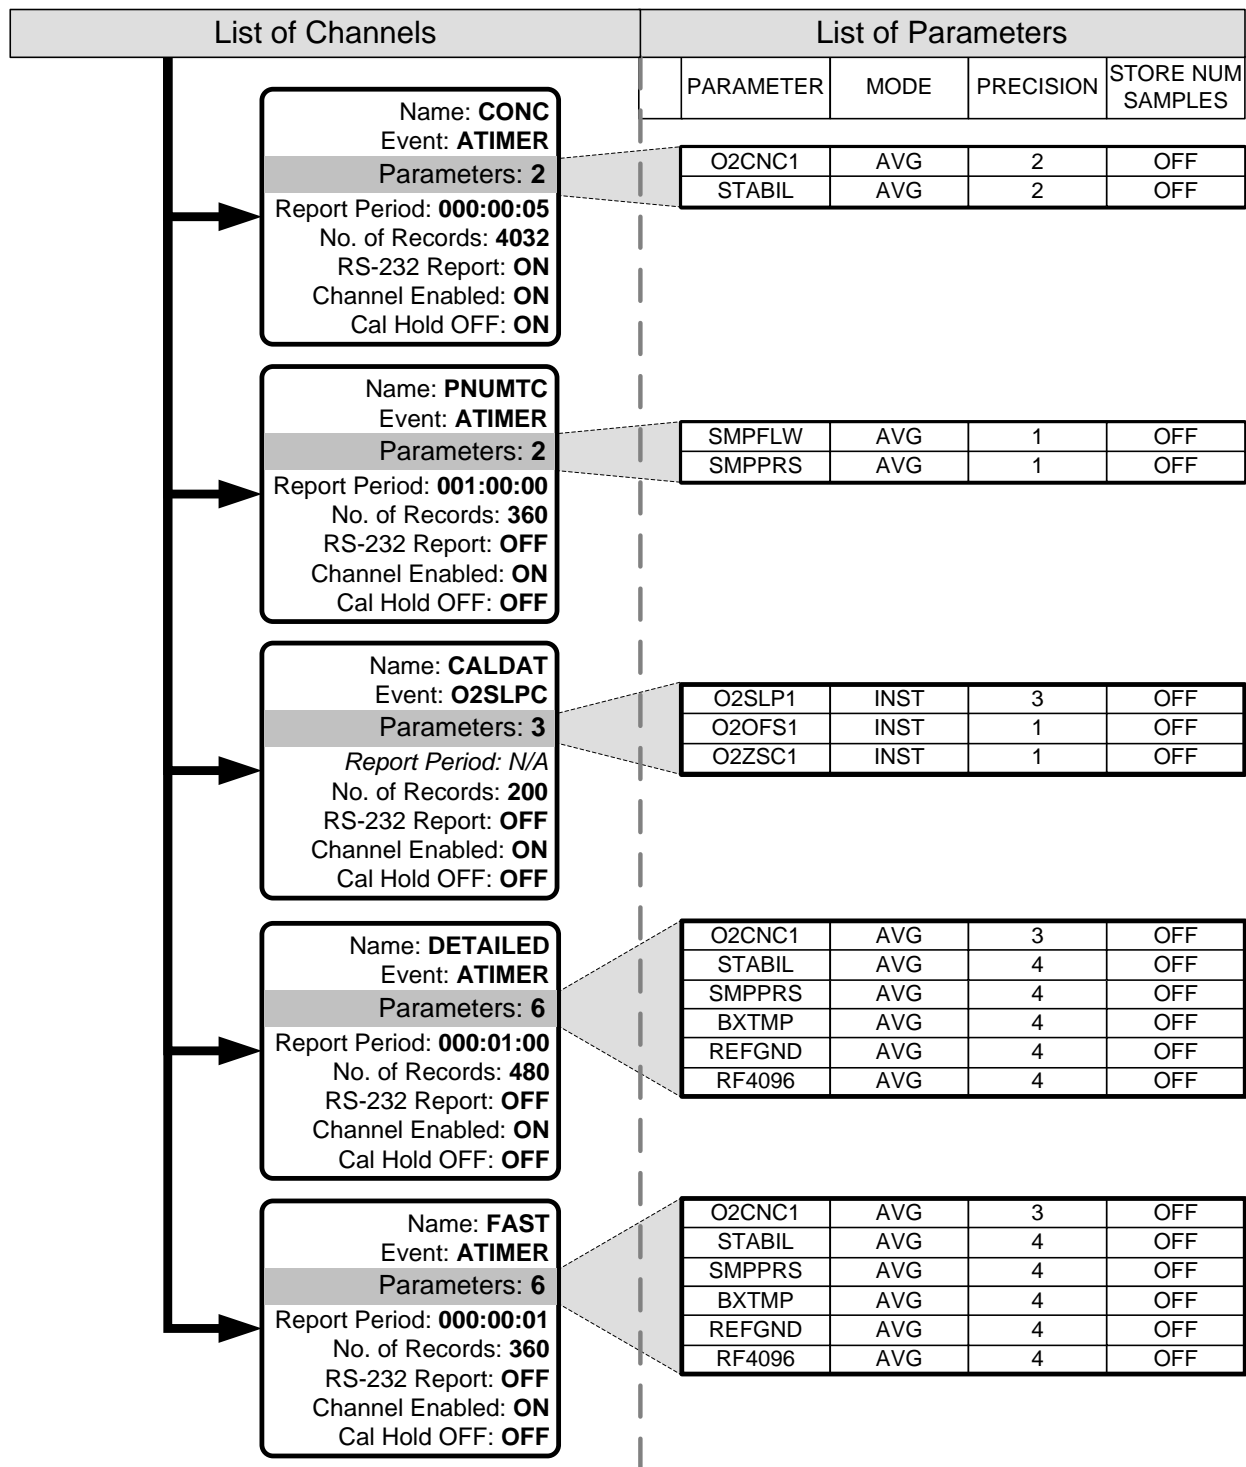 List of Channels
List of Parameters
PARAMETER MODE PRECISION STORE NUM SAMPLES
Name: CONC
Event: ATIMER
Parameters: 2
Report Period: 000:00:05
No. of Records: 4032
RS-232 Report: ON
Channel Enabled: ON
Cal Hold OFF: ON
O2CNC1 AVG 2 OFF
STABIL AVG 2 OFF
Name: PNUMTC
Event: ATIMER
Parameters: 2
Report Period: 001:00:00
No. of Records: 360
RS-232 Report: OFF
Channel Enabled: ON
Cal Hold OFF: OFF
SMPFLW AVG 1 OFF
SMPPRS AVG 1 OFF
Name: CALDAT
Event: O2SLPC
Parameters: 3
Report Period: N/A
No. of Records: 200
RS-232 Report: OFF
Channel Enabled: ON
Cal Hold OFF: OFF
O2SLP1 INST 3 OFF
O2OFS1 INST 1 OFF
O2ZSC1 INST 1 OFF
Name: DETAILED
Event: ATIMER
Parameters: 6
Report Period: 000:01:00
No. of Records: 480
RS-232 Report: OFF
Channel Enabled: ON
Cal Hold OFF: OFF
O2CNC1 AVG 3 OFF
STABIL AVG 4 OFF
SMPPRS AVG 4 OFF
BXTMP AVG 4 OFF
REFGND AVG 4 OFF
RF4096 AVG 4 OFF
Name: FAST
Event: ATIMER
Parameters: 6
Report Period: 000:00:01
No. of Records: 360
RS-232 Report: OFF
Channel Enabled: ON
Cal Hold OFF: OFF
O2CNC1 AVG 3 OFF
STABIL AVG 4 OFF
SMPPRS AVG 4 OFF
BXTMP AVG 4 OFF
REFGND AVG 4 OFF
RF4096 AVG 4 OFF